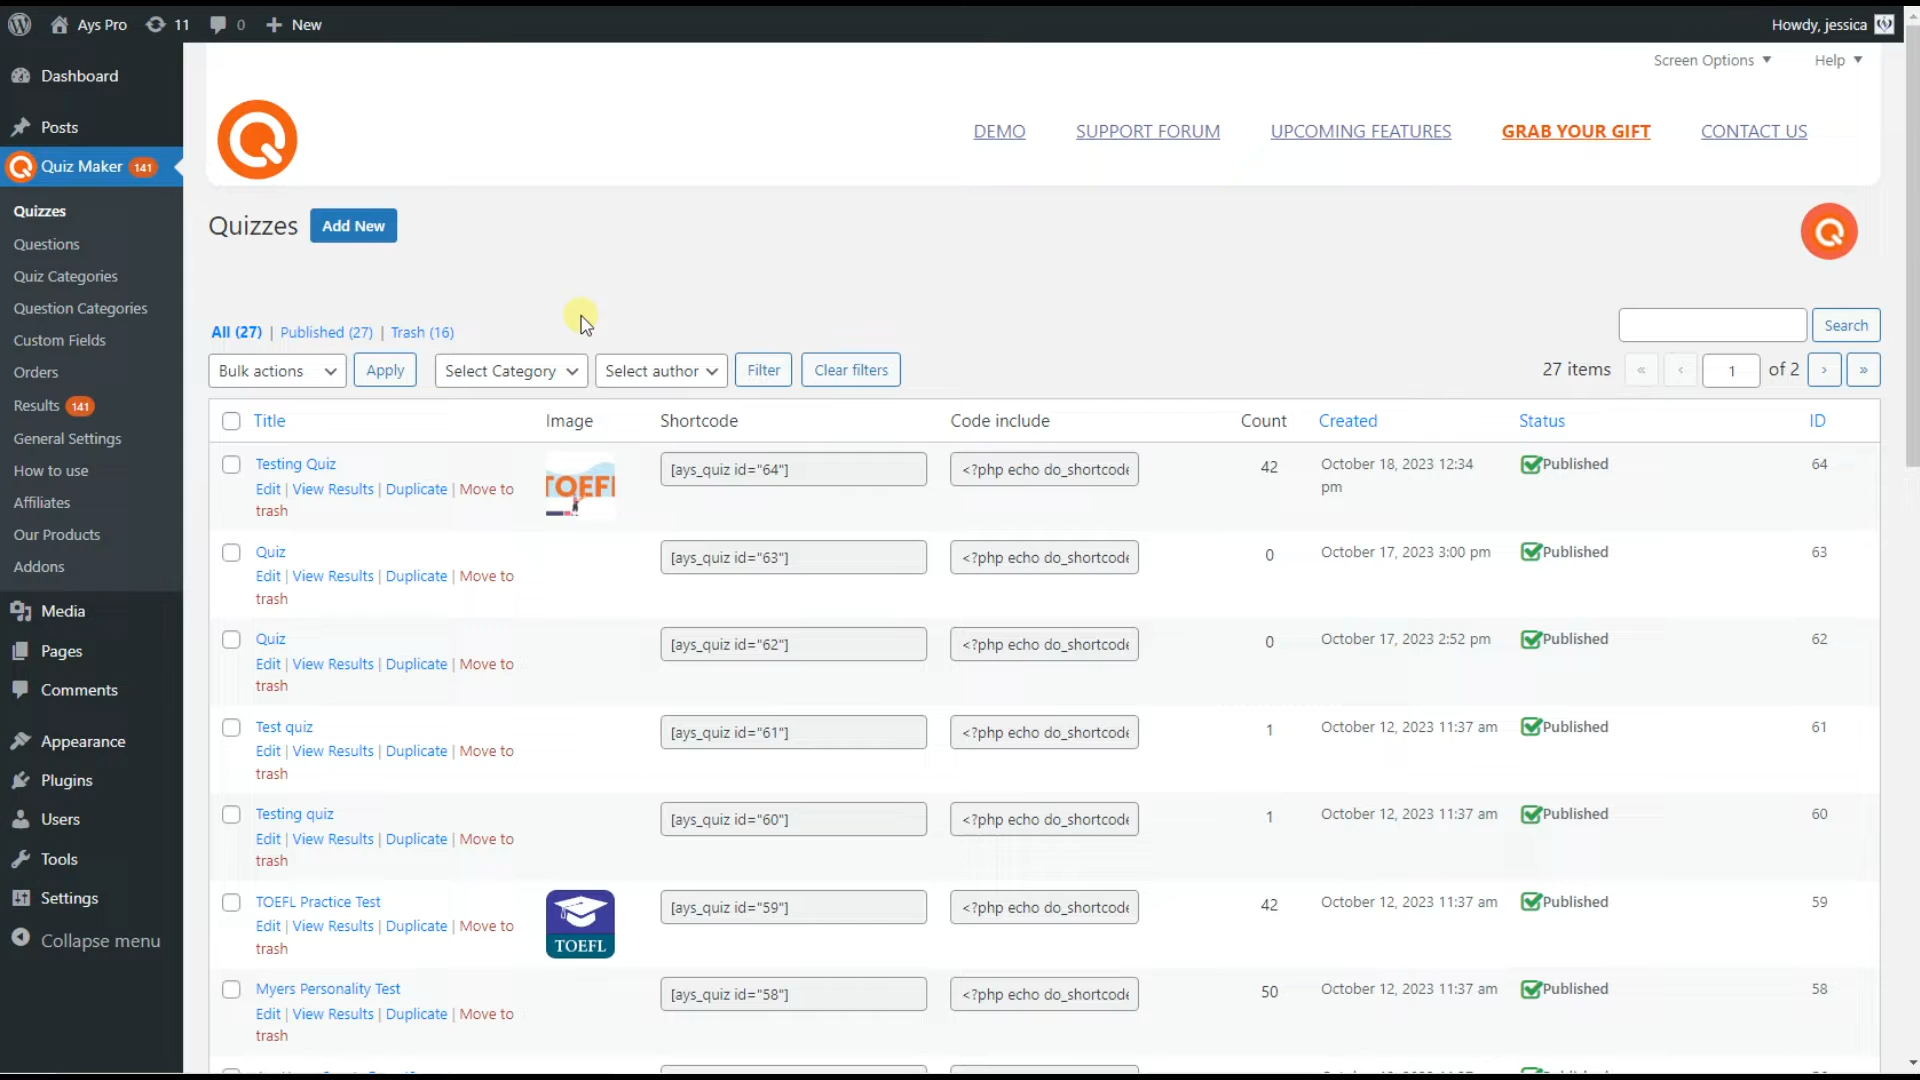 Ays Pro 11 0 New Howdy, jessica
Dashboard
Posts
Quiz Maker 141
Quizzes
Questions
Quiz Categories
Question Categories
Custom Fields
Orders
Results 141
General Settings
How to use
Affiliates
Our Products
Addons
Media
Pages
Comments
Appearance
Plugins
Users
Tools
Settings
Collapse menu
Screen Options Help
DEMO SUPPORT FORUM UPCOMING FEATURES GRAB YOUR GIFT CONTACT US
Quizzes Add New
All (27) | Published (27) | Trash (16)
Search
Bulk actions Apply Select Category Select author Filter Clear filters 27 items « ‹ 1 of 2 › »
Title Image Shortcode Code include Count Created Status ID
Testing Quiz
Edit | View Results | Duplicate | Move to
trash
TOEFL
[ays_quiz id="64"] <?php echo do_shortcode 42 October 18, 2023 12:34
pm
Published 64
Quiz
Edit | View Results | Duplicate | Move to
trash
[ays_quiz id="63"] <?php echo do_shortcode 0 October 17, 2023 3:00 pm Published 63
Quiz
Edit | View Results | Duplicate | Move to
trash
[ays_quiz id="62"] <?php echo do_shortcode 0 October 17, 2023 2:52 pm Published 62
Test quiz
Edit | View Results | Duplicate | Move to
trash
[ays_quiz id="61"] <?php echo do_shortcode 1 October 12, 2023 11:37 am Published 61
Testing quiz
Edit | View Results | Duplicate | Move to
trash
[ays_quiz id="60"] <?php echo do_shortcode 1 October 12, 2023 11:37 am Published 60
TOEFL Practice Test
Edit | View Results | Duplicate | Move to
trash
TOEFL
[ays_quiz id="59"] <?php echo do_shortcode 42 October 12, 2023 11:37 am Published 59
Myers Personality Test
Edit | View Results | Duplicate | Move to
trash
[ays_quiz id="58"] <?php echo do_shortcode 50 October 12, 2023 11:37 am Published 58